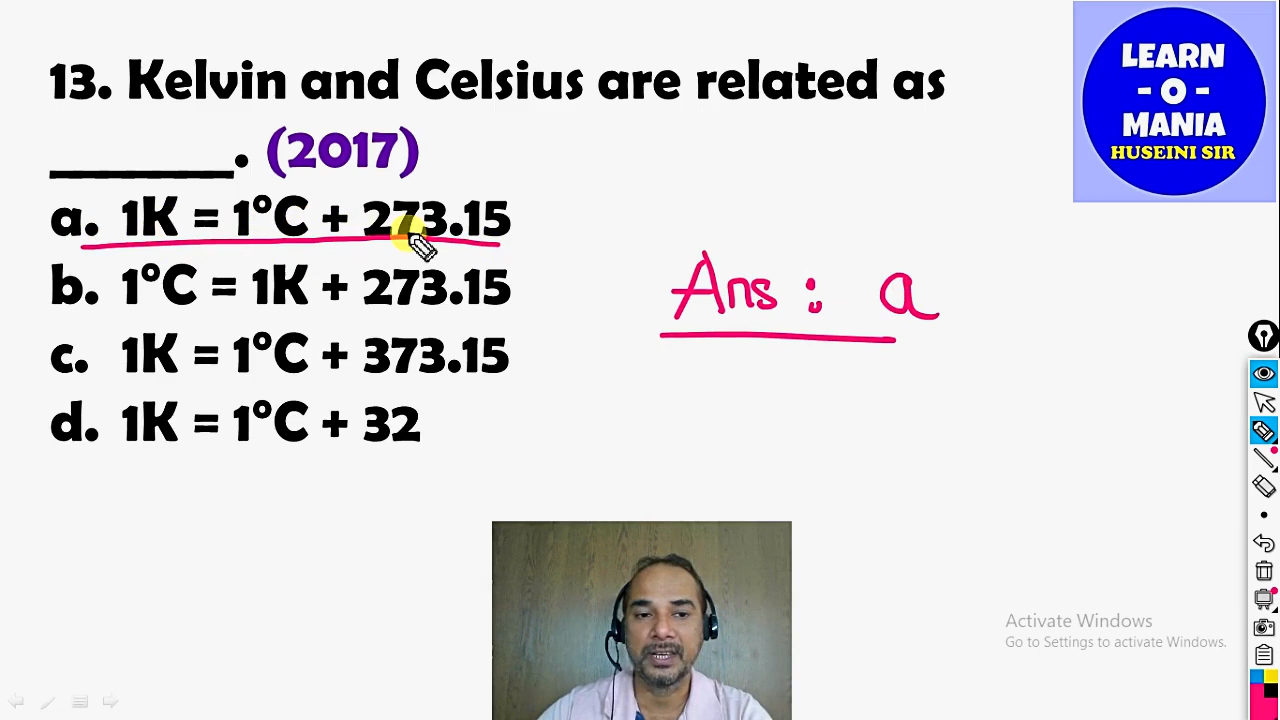 13. Kelvin and Celsius are related as
_______. (2017)
a. 1K = 1°C + 273.15
b. 1°C = 1K + 273.15
c. 1K = 1°C + 373.15
d. 1K = 1°C + 32
Ans : a
LEARN
- O -
MANIA
HUSEINI SIR
Activate Windows
Go to Settings to activate Windows.